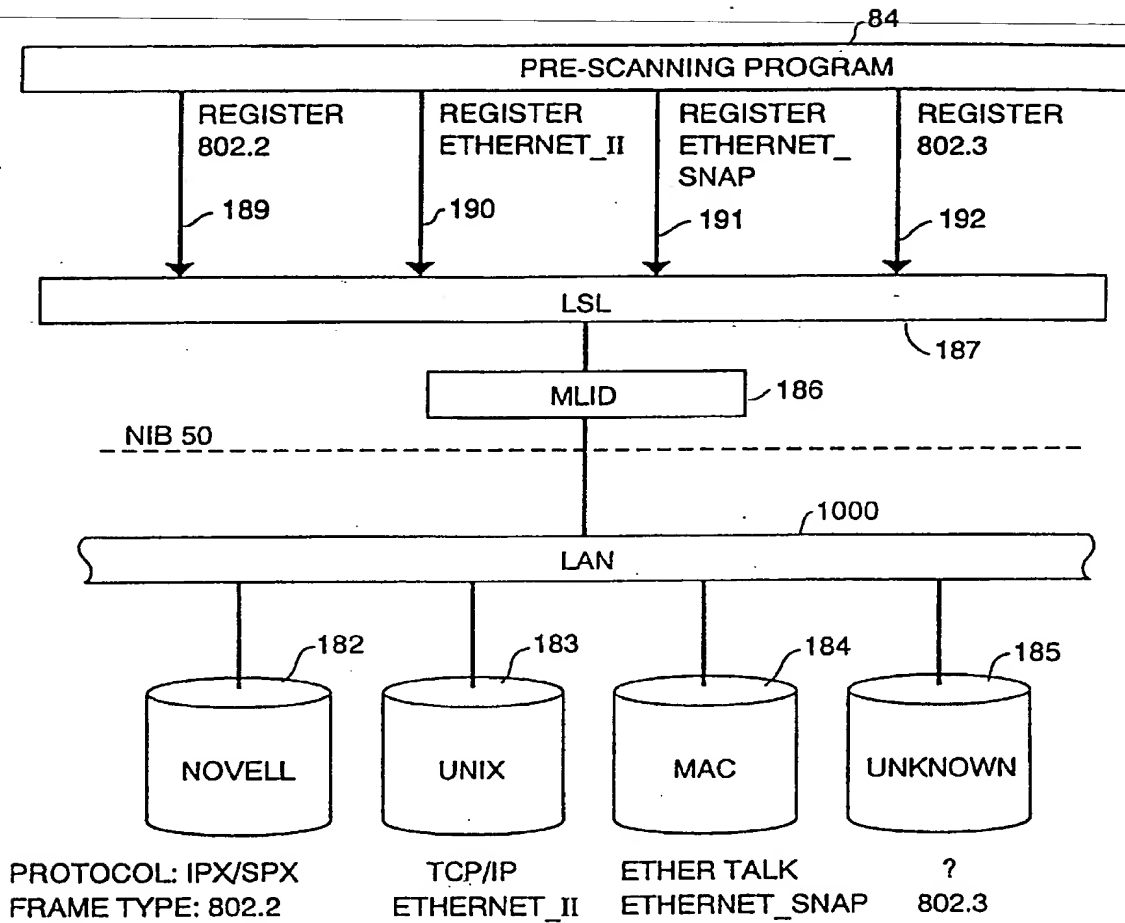 84
PRE-SCANNING PROGRAM
REGISTER
802.2
REGISTER
ETHERNET_II
REGISTER
ETHERNET_
SNAP
REGISTER
802.3
189
190
191
192
LSL
187
MLID
186
NIB 50
1000
LAN
182
183
184
185
NOVELL
UNIX
MAC
UNKNOWN
PROTOCOL: IPX/SPX
TCP/IP
ETHER TALK
?
FRAME TYPE: 802.2
ETHERNET_II
ETHERNET_SNAP
802.3